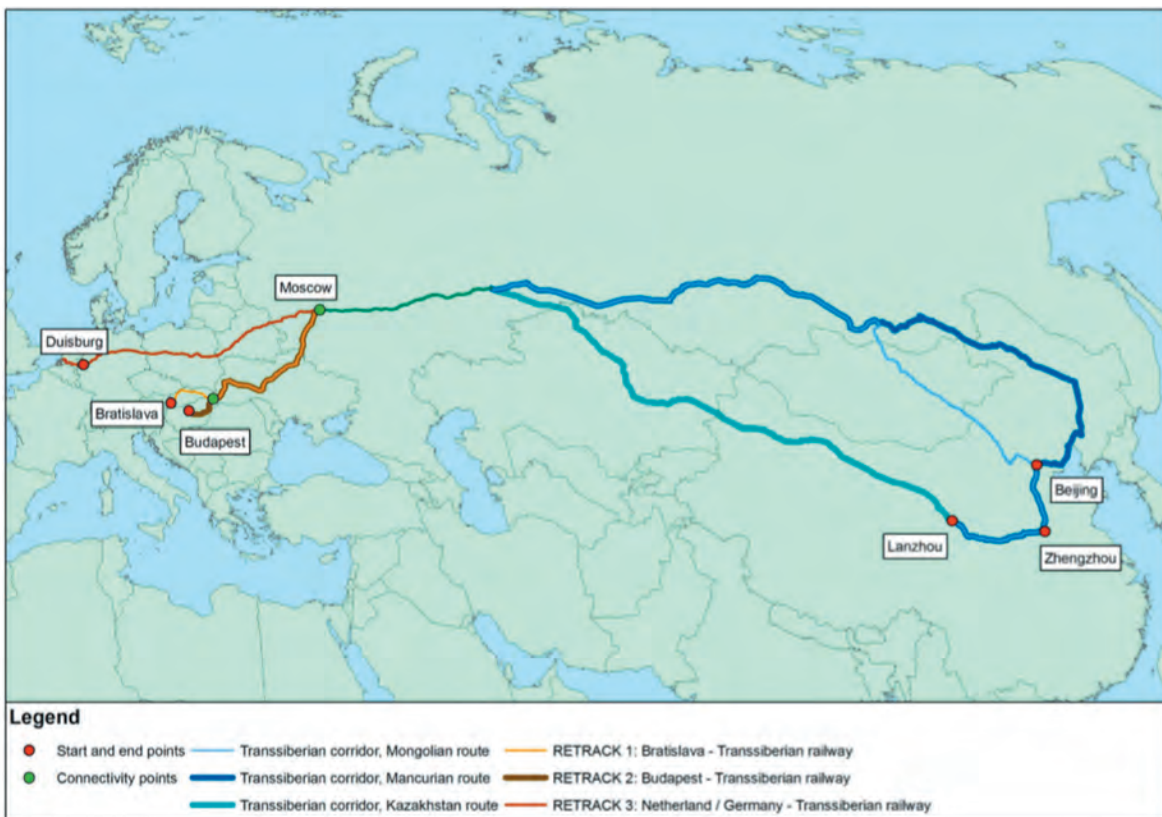 Moscow
Duisburg
Bratislava
Budapest
Beijing
Lanzhou
Zhengzhou
Legend
Start and end points
Transsiberian corridor, Mongolian route
RETRACK 1: Bratislava - Transsiberian railway
Connectivity points
Transsiberian corridor, Mancurian route
RETRACK 2: Budapest - Transsiberian railway
Transsiberian corridor, Kazakhstan route
RETRACK 3: Netherland / Germany - Transsiberian railway